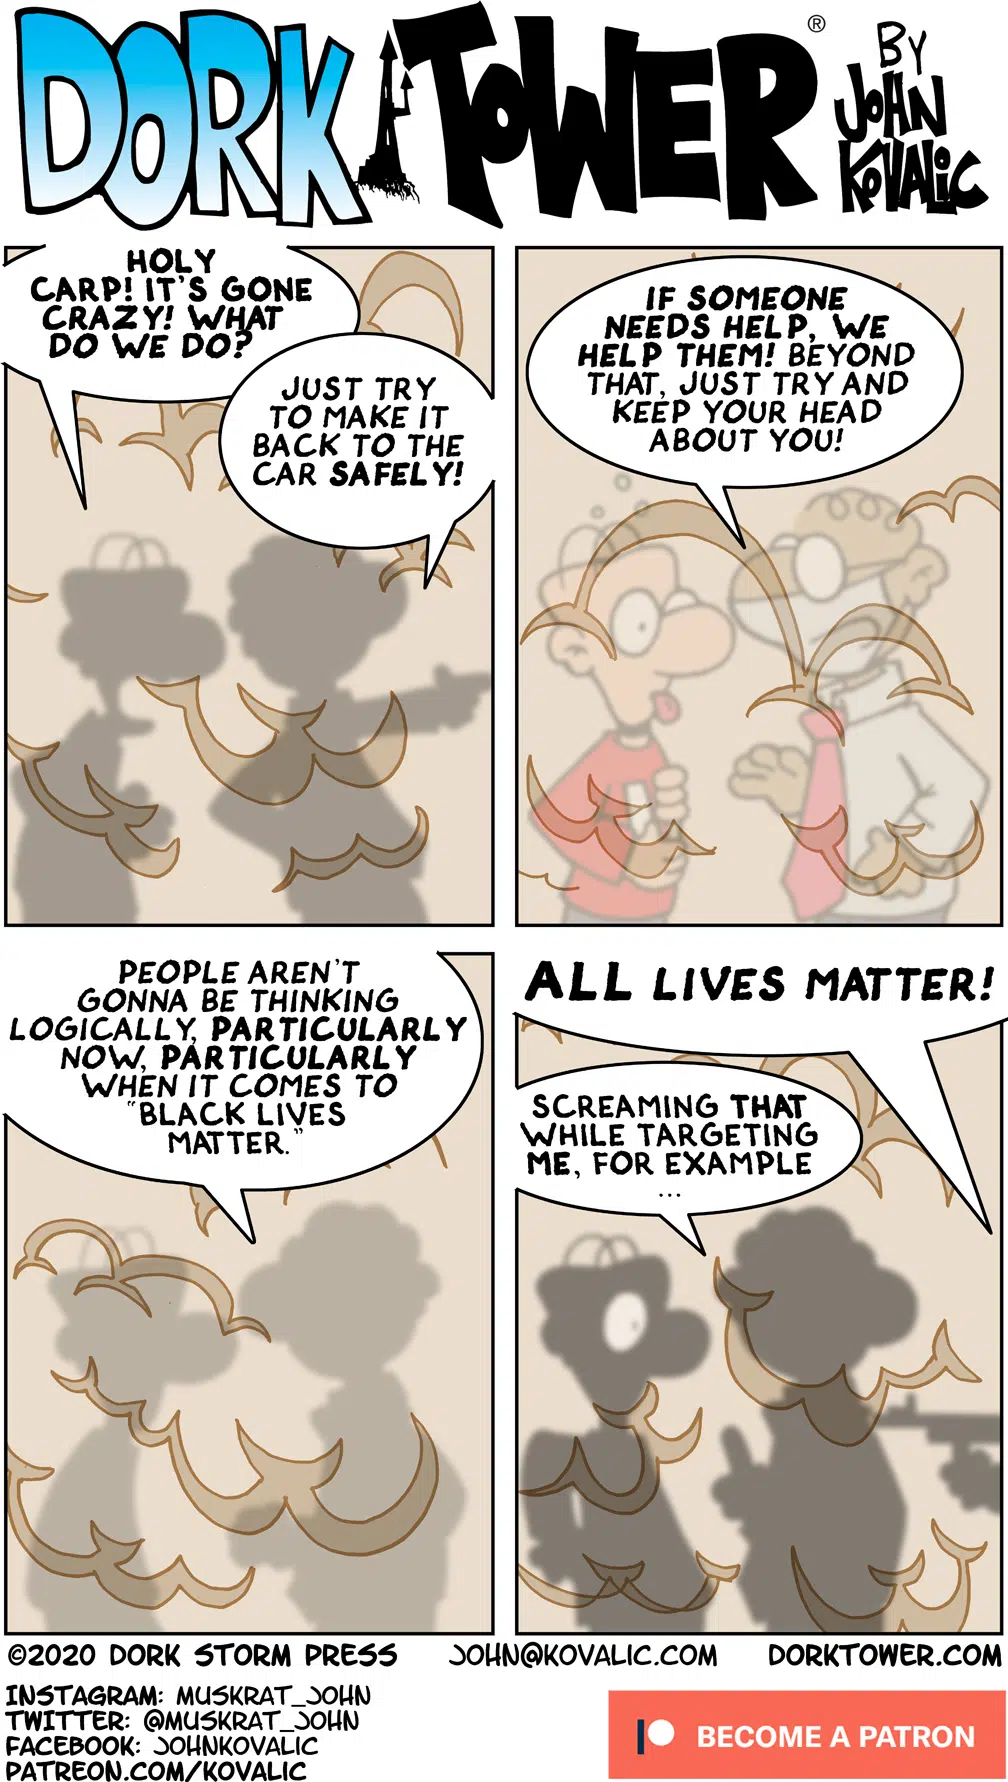 DORK TOWER ®
BY
JOHN
KOVALIC
HOLY
CARP! IT'S GONE
CRAZY! WHAT
DO WE DO?
JUST TRY
TO MAKE IT
BACK TO THE
CAR SAFELY!
IF SOMEONE
NEEDS HELP, WE
HELP THEM! BEYOND
THAT, JUST TRY AND
KEEP YOUR HEAD
ABOUT YOU!
PEOPLE AREN'T
GONNA BE THINKING
LOGICALLY, PARTICULARLY
NOW, PARTICULARLY
WHEN IT COMES TO
"BLACK LIVES
MATTER."
ALL LIVES MATTER!
SCREAMING THAT
WHILE TARGETING
ME, FOR EXAMPLE
...
©2020 DORK STORM PRESS JOHN@KOVALIC.COM DORKTOWER.COM
INSTAGRAM: MUSKRAT_JOHN
TWITTER: @MUSKRAT_JOHN
FACEBOOK: JOHNKOVALIC
PATREON.COM/KOVALIC
BECOME A PATRON